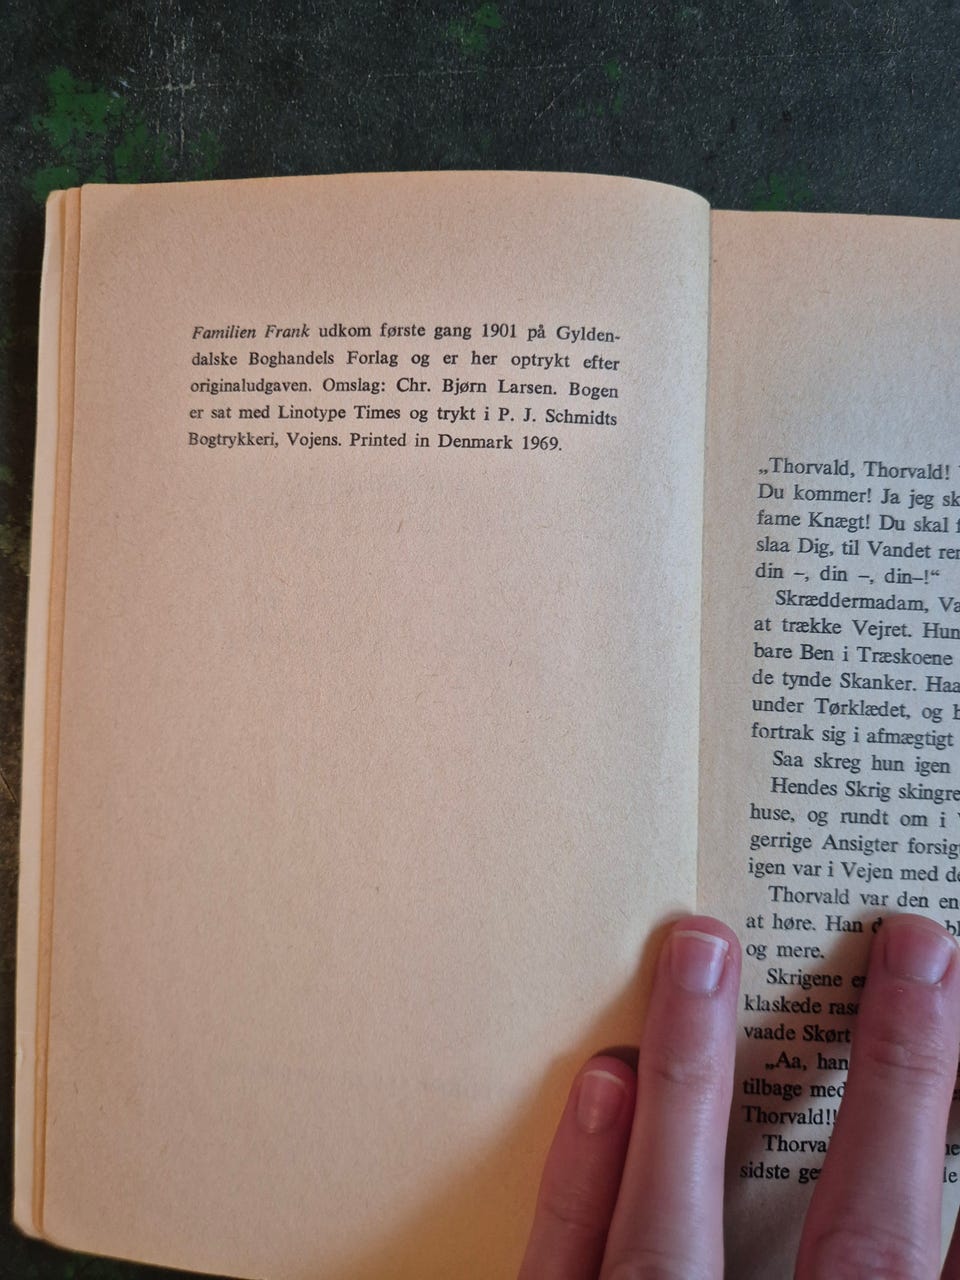 Familien Frank udkom første gang 1901 på Gylden-
dalske Boghandels Forlag og er her optrykt efter
originaludgaven. Omslag: Chr. Bjørn Larsen. Bogen
er sat med Linotype Times og trykt i P. J. Schmidts
Bogtrykkeri, Vojens. Printed in Denmark 1969.
„Thorvald, Thorvald!
Du kommer! Ja jeg
fame Knægt! Du skal
slaa Dig, til Vandet
din –, din –, din–!“
Skræddermadam,
at trække Vejret. Hun
bare Ben i Træskoene
de tynde Skanker.
under Tørklædet, og
fortrak sig i afmægtigt
Saa skreg hun igen
Hendes Skrig
huse, og rundt om i
gerrige Ansigter
igen var i Vejen med
Thorvald var den
at høre. Han
og mere.
Skrigene
klaskede
vaade Skørt
„Aa, han
tilbage med
Thorvald!!
sidste